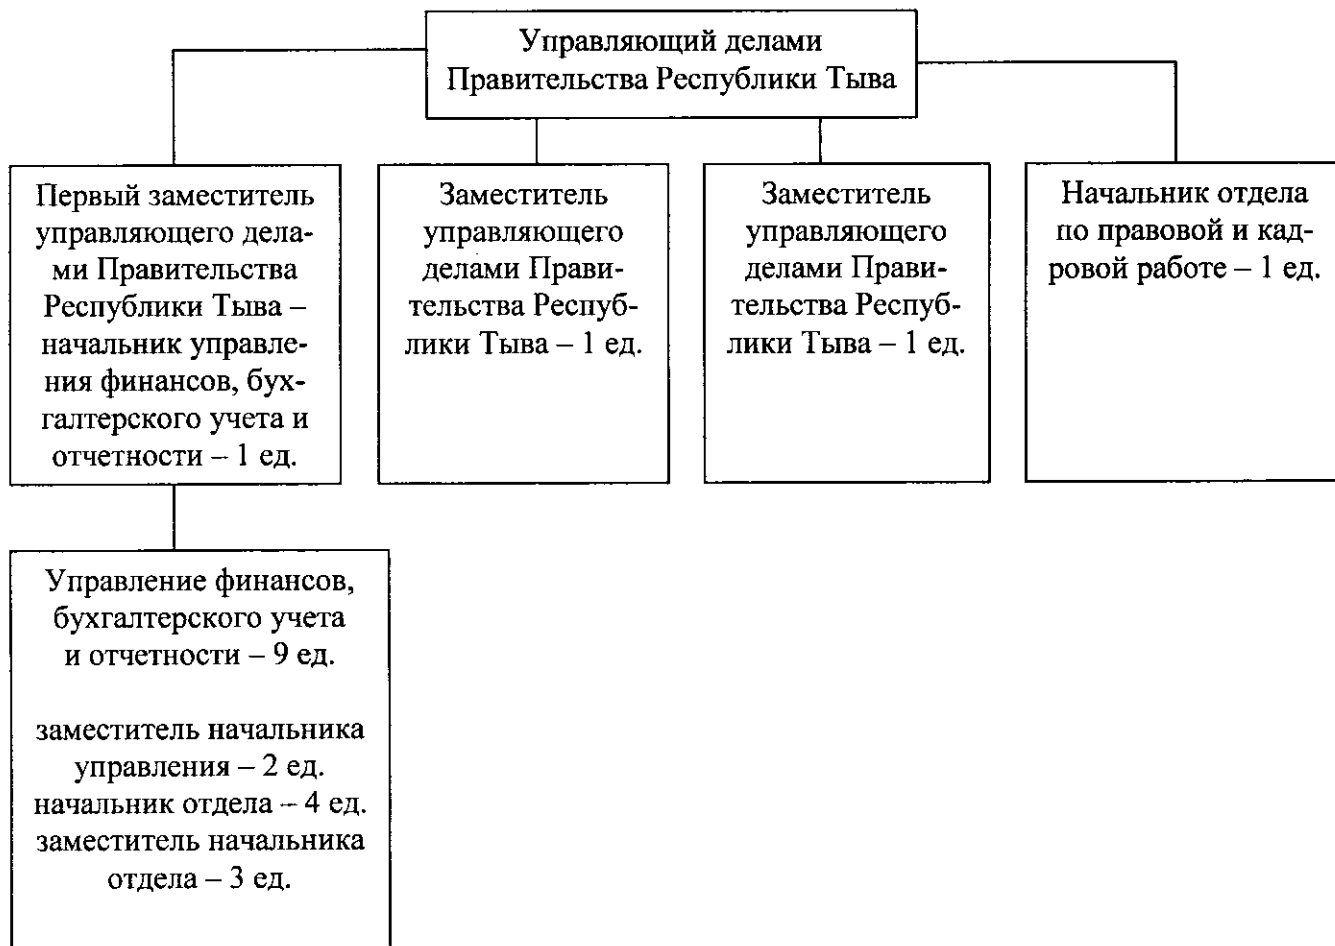 Управляющий делами
Правительства Республики Тыва
Первый заместитель
управляющего дела-
ми Правительства
Республики Тыва –
начальник управле-
ния финансов, бух-
галтерского учета и
отчетности – 1 ед.
Заместитель
управляющего
делами Прави-
тельства Респуб-
лики Тыва – 1 ед.
Заместитель
управляющего
делами Прави-
тельства Респуб-
лики Тыва – 1 ед.
Начальник отдела
по правовой и кад-
ровой работе – 1 ед.
Управление финансов,
бухгалтерского учета
и отчетности – 9 ед.
заместитель начальника
управления – 2 ед.
начальник отдела – 4 ед.
заместитель начальника
отдела – 3 ед.